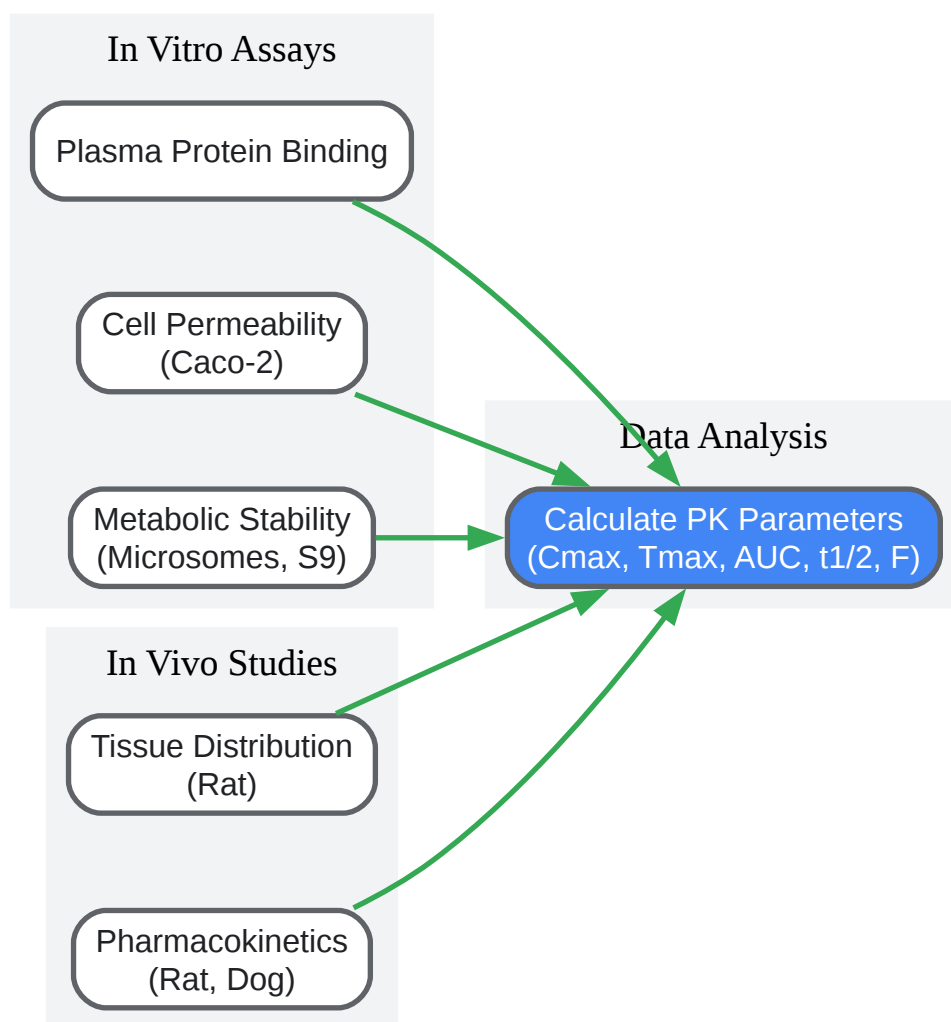 In Vitro Assays
Plasma Protein Binding
Cell Permeability
(Caco-2)
Metabolic Stability
(Microsomes, S9)
Data Analysis
Calculate PK Parameters
(Cmax, Tmax, AUC, t1/2, F)
In Vivo Studies
Tissue Distribution
(Rat)
Pharmacokinetics
(Rat, Dog)